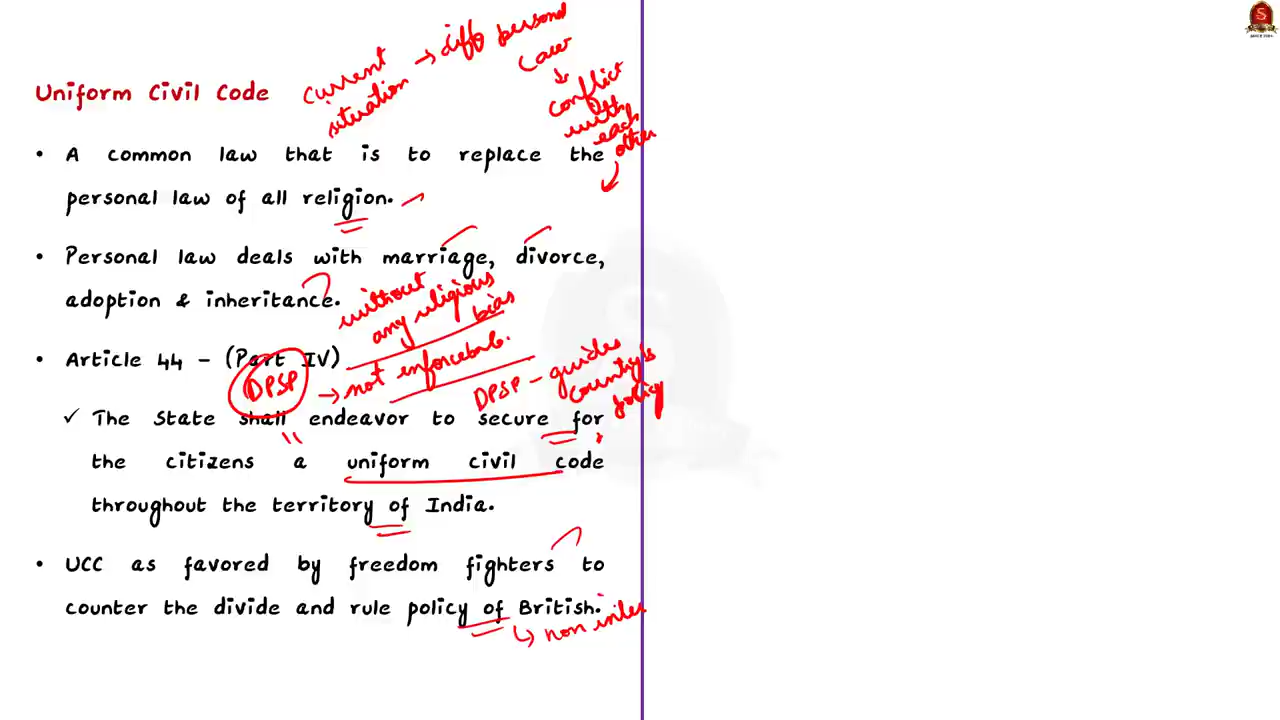 current → diff personal
situation
Law
↓
conflict
with
each
other
Uniform Civil Code
• A common law that is to replace the
personal law of all religion.
• Personal law deals with marriage, divorce,
adoption & inheritance.
without
any religious
bias
• Article 44 - (Part IV)
DPSP → not enforceable.
DPSP - guides
country's
policy
✓ The State shall endeavor to secure for
the citizens a uniform civil code
throughout the territory of India.
• UCC as favored by freedom fighters to
counter the divide and rule policy of British.
↳ non inter
S